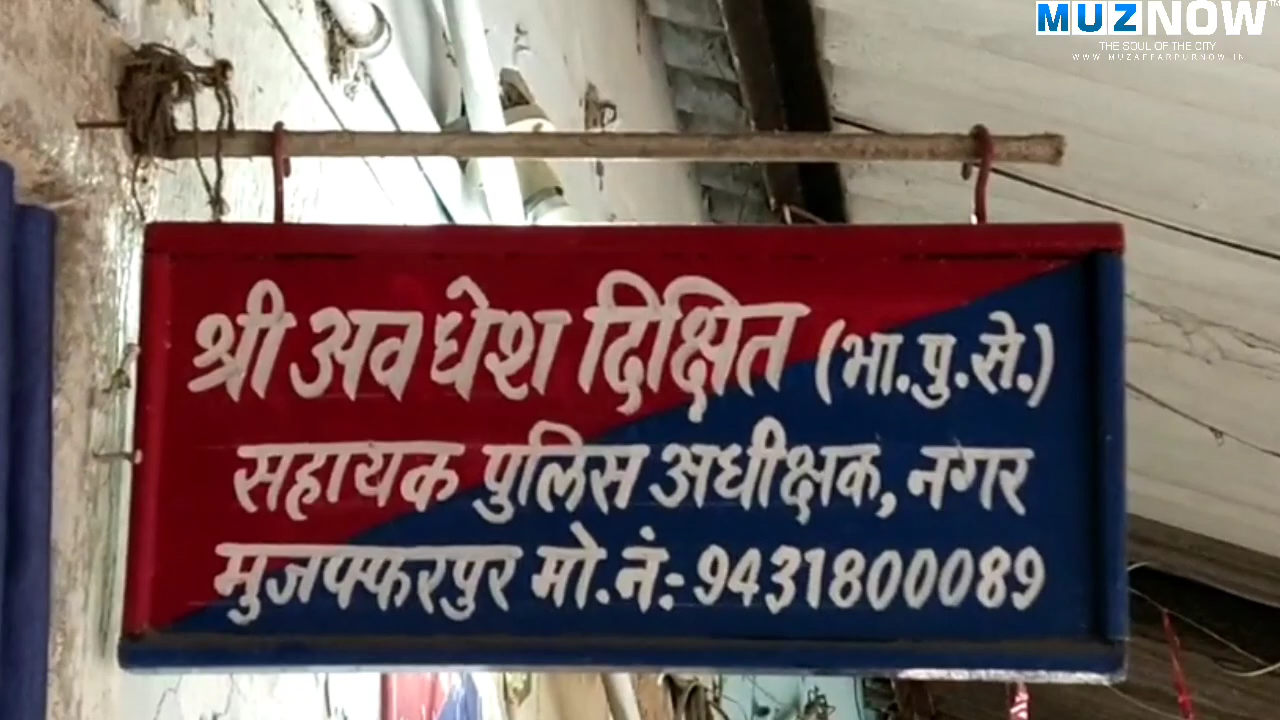 MUZNOW
THE SOUL OF THE CITY
WWW.MUZAFFARPURNOW.IN
श्री अवधेश दिक्षित (भा.पु.से.)
सहायक पुलिस अधीक्षक, नगर
मुजफ्फरपुर मो.नं:- 9431800089